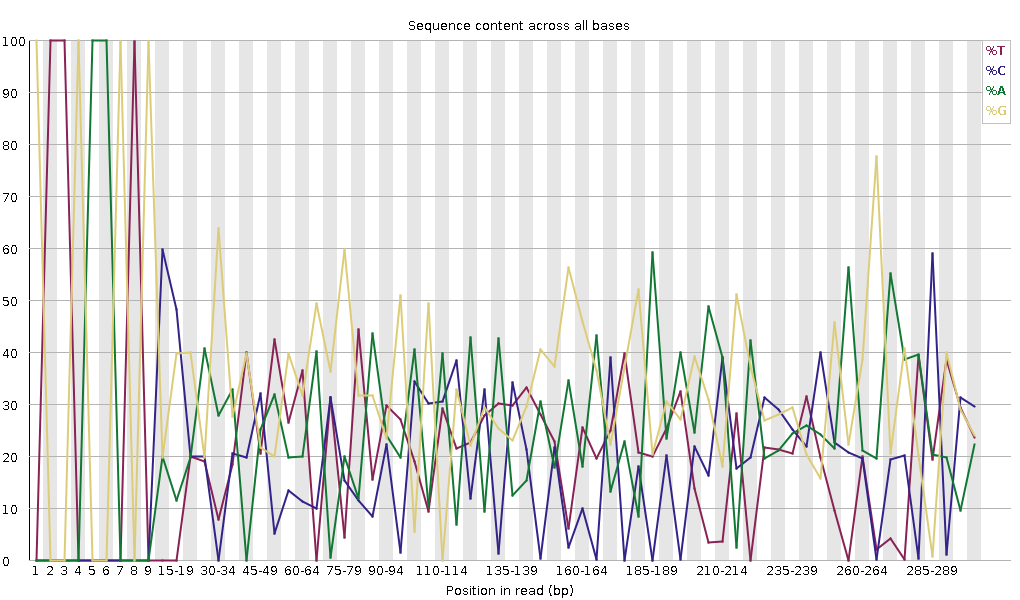 Sequence content across all bases
100
90
80
70
60
50
40
30
20
10
0
%T
%C
%A
%G
1 2 3 4 5 6 7 8 9 15-19 30-34 45-49 60-64 75-79 90-94 110-114 135-139 160-164 185-189 210-214 235-239 260-264 285-289
Position in read (bp)